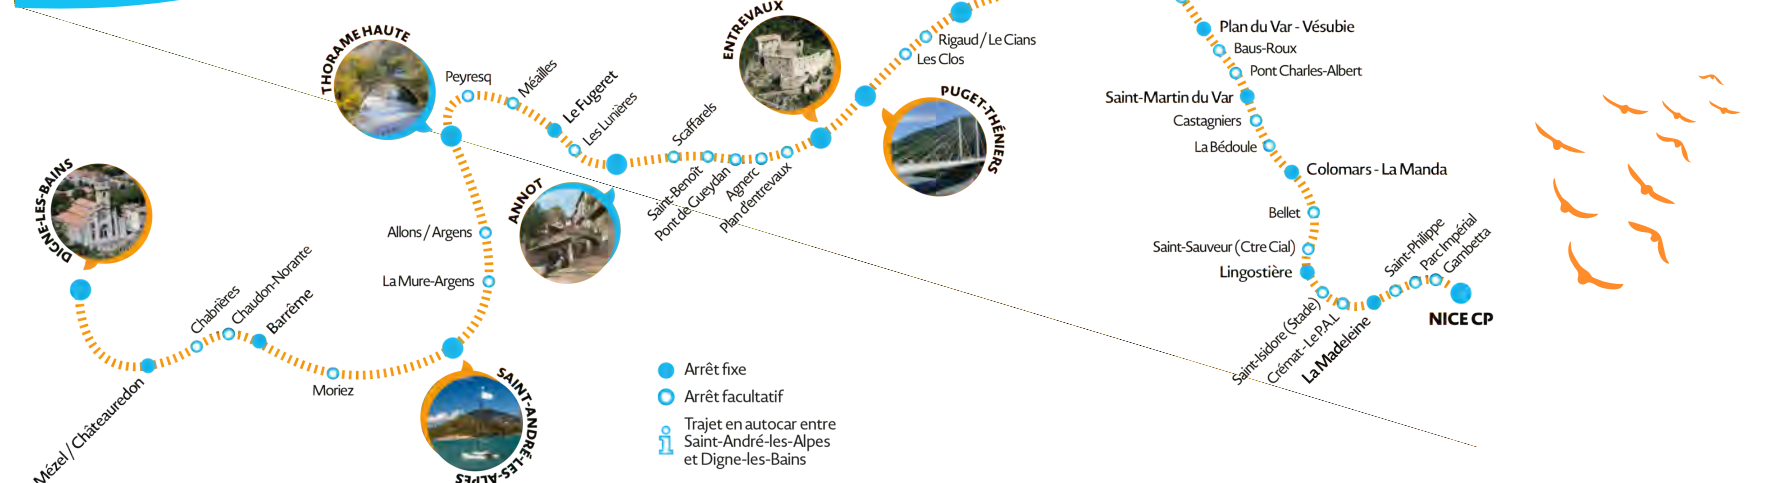 THORAME HAUTE
ENTREVAUX
Rigaud / Le Cians
Les Clos
Plan du Var - Vésubie
Baus-Roux
Pont Charles-Albert
Peyresq
Méailles
Le Fugeret
Les Lunières
Scaffarels
PUGET-THÉNIERS
Saint-Martin du Var
Castagniers
La Bédoule
Colomars - La Manda
DIGNE-LES-BAINS
ANNOT
Saint-Benoît
Pont de Gueydan
Agnerc
Plan d'entrevaux
Bellet
Allons / Argens
Saint-Sauveur (Ctre Cial)
Lingostière
Saint-Philippe
Parc Impérial
Gambetta
La Mure-Argens
Chabrières
Chaudon-Norante
Barrême
NICE CP
Saint-Isidore (Stade)
Crémat - Le P.A.L
La Madeleine
Mézel / Châteauredon
Moriez
SAINT-ANDRÉ-LES-ALPES
Arrêt fixe
Arrêt facultatif
Trajet en autocar entre
Saint-André-les-Alpes
et Digne-les-Bains